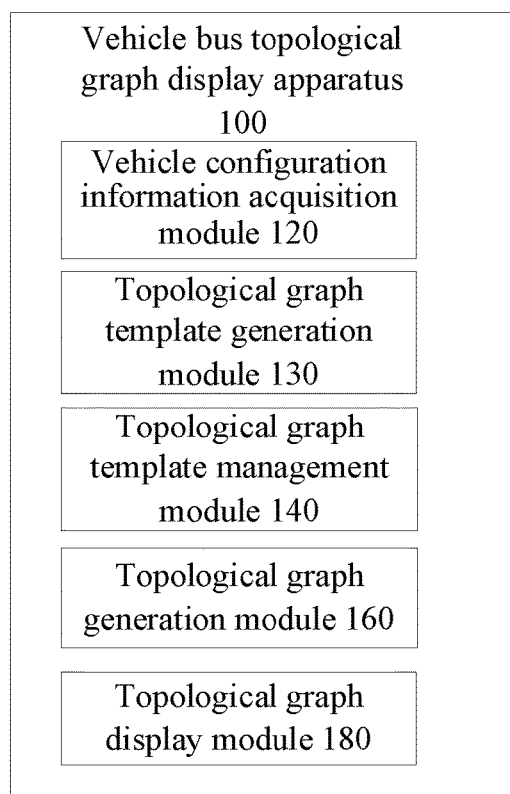 Vehicle bus topological
graph display apparatus
100
Vehicle configuration
information acquisition
module 120
Topological graph
template generation
module 130
Topological graph
template management
module 140
Topological graph
generation module 160
Topological graph
display module 180